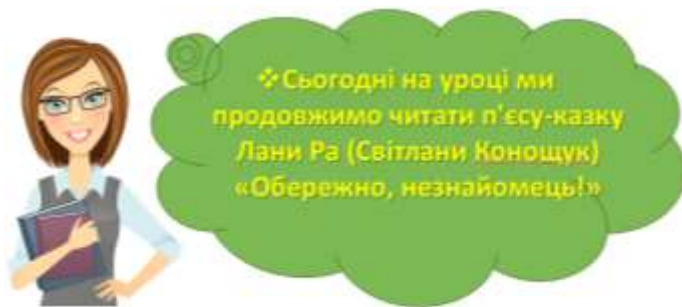 ❖Сьогодні на уроці ми
продовжимо читати п'єсу-казку
Лани Ра (Світлани Конощук)
«Обережно, незнайомець!»